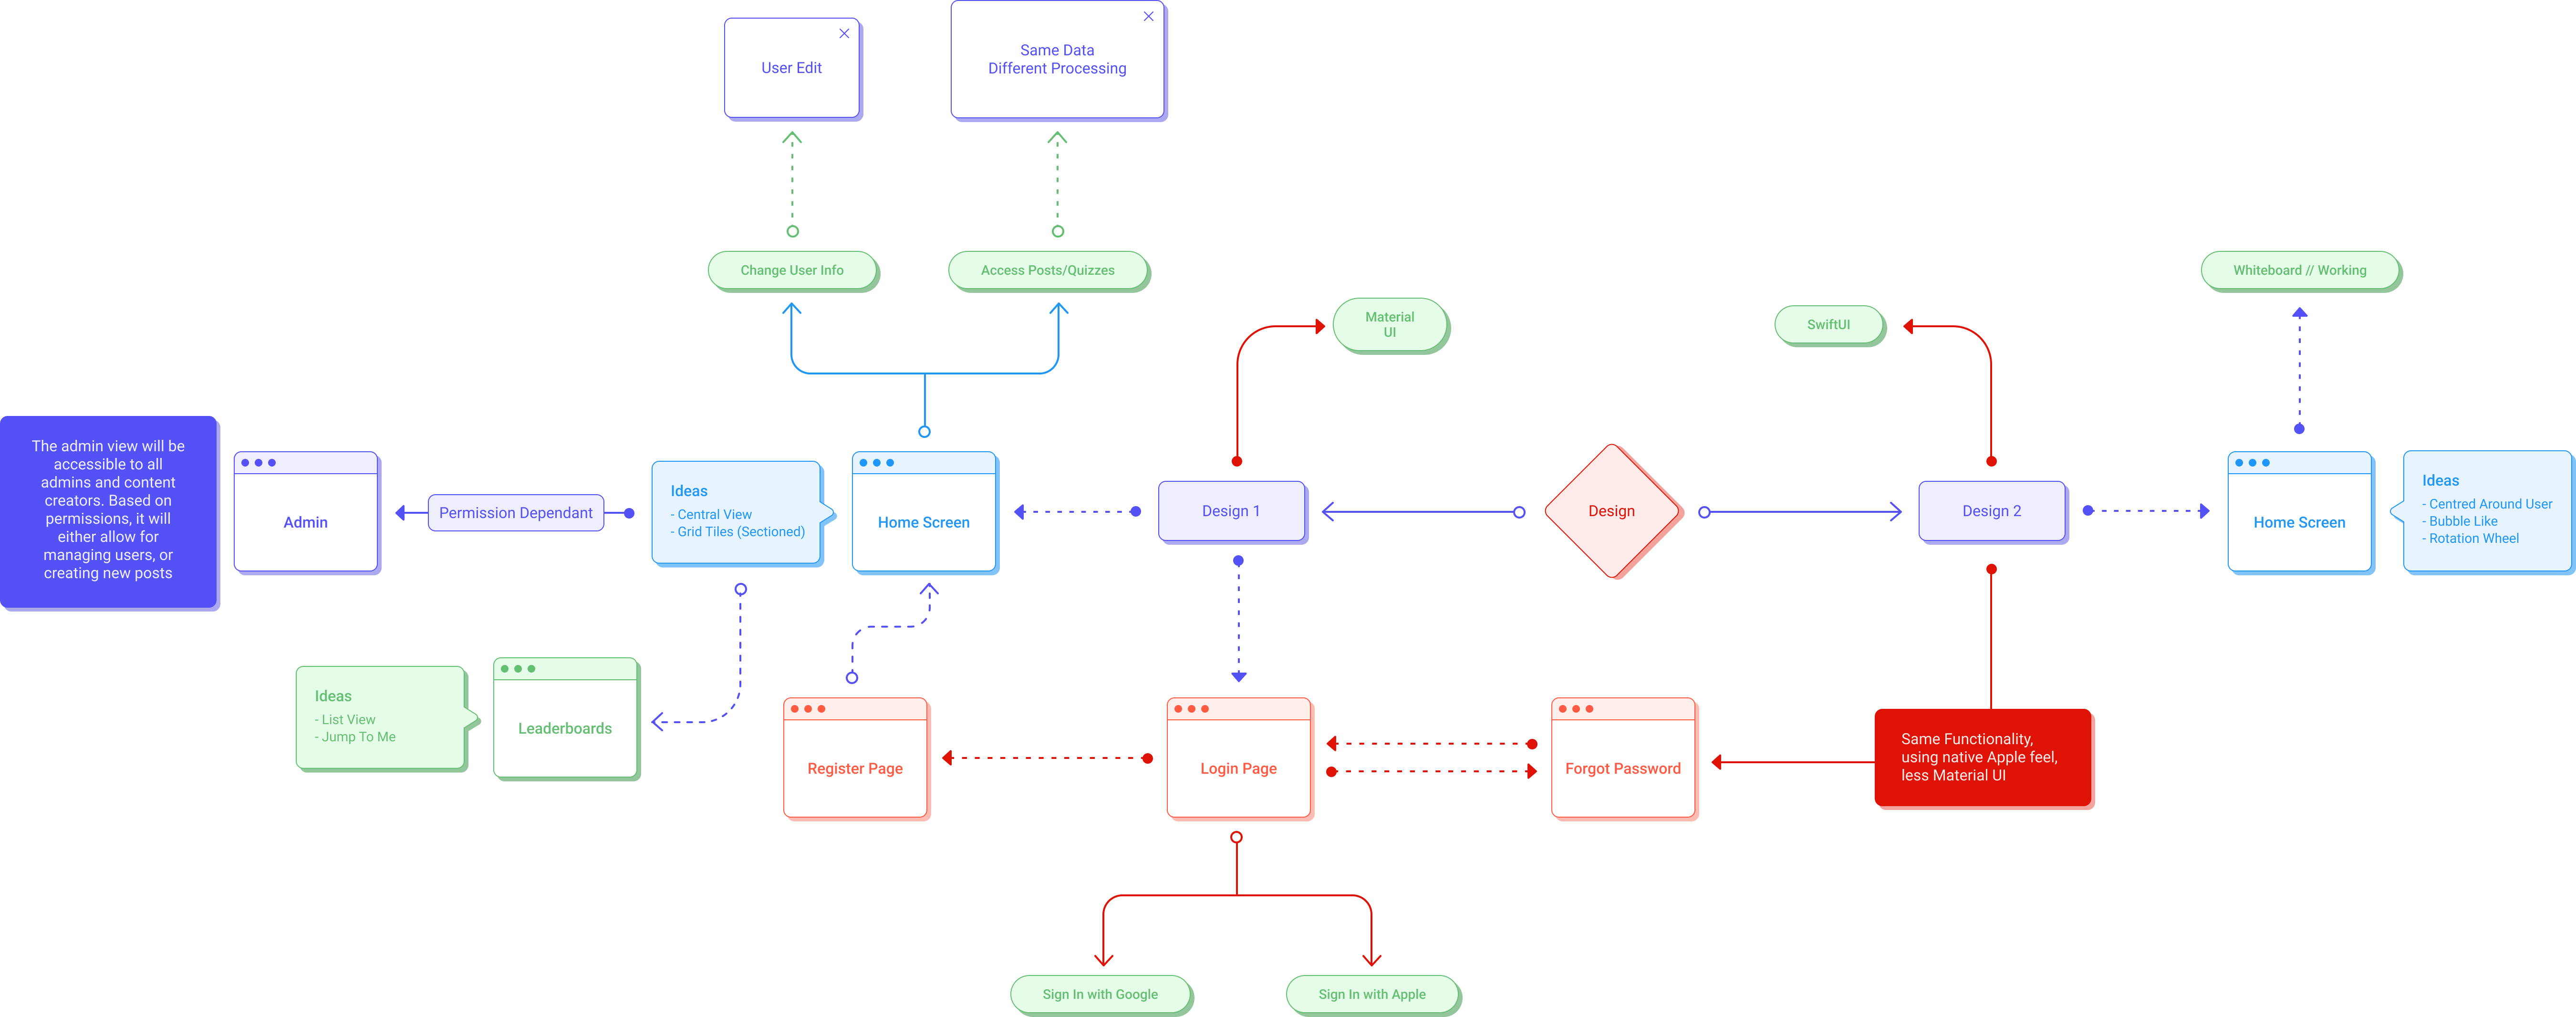 User Edit
Same Data
Different Processing
Change User Info
Access Posts/Quizzes
Whiteboard // Working
Material
UI
SwiftUI
The admin view will be
accessible to all
admins and content
creators. Based on
permissions, it will
either allow for
managing users, or
creating new posts
Admin
Permission Dependant
Ideas
- Central View
- Grid Tiles (Sectioned)
Home Screen
Design 1
Design
Design 2
Home Screen
Ideas
- Centred Around User
- Bubble Like
- Rotation Wheel
Ideas
- List View
- Jump To Me
Leaderboards
Register Page
Login Page
Forgot Password
Same Functionality,
using native Apple feel,
less Material UI
Sign In with Google
Sign In with Apple